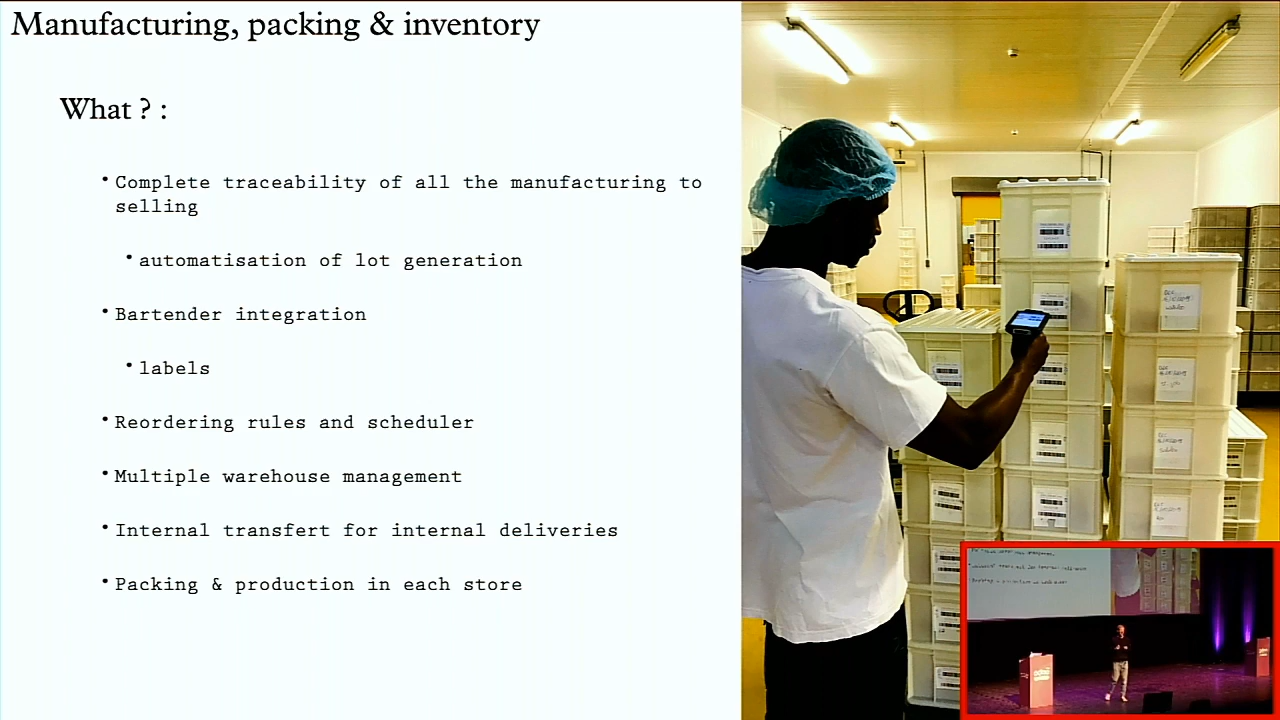 Manufacturing, packing & inventory
What ? :
• Complete traceability of all the manufacturing to
selling
• automatisation of lot generation
• Bartender integration
• labels
• Reordering rules and scheduler
• Multiple warehouse management
• Internal transfert for internal deliveries
• Packing & production in each store